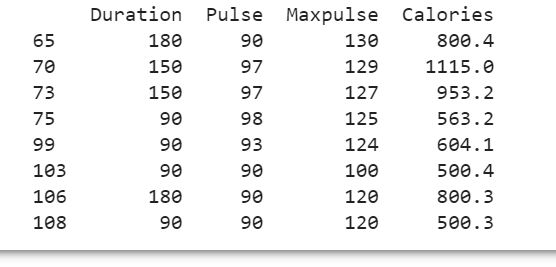 Duration Pulse Maxpulse Calories
65 180 90 130 800.4
70 150 97 129 1115.0
73 150 97 127 953.2
75 90 98 125 563.2
99 90 93 124 604.1
103 90 90 100 500.4
106 180 90 120 800.3
108 90 90 120 500.3